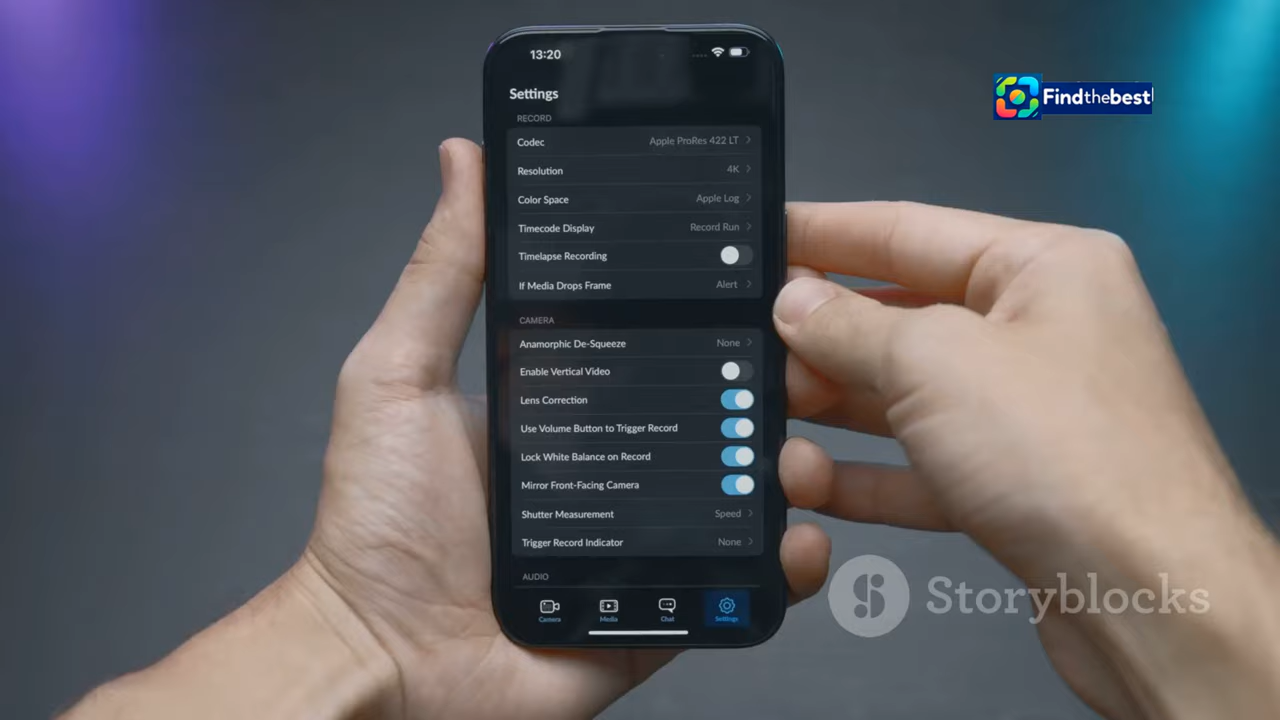 13:20
Findthebest
Settings
RECORD
Codec Apple ProRes 422 LT
Resolution 4K
Color Space Apple Log
Timecode Display Record Run
Timelapse Recording
If Media Drops Frame Alert
CAMERA
Anamorphic De-Squeeze None
Enable Vertical Video
Lens Correction
Use Volume Button to Trigger Record
Lock White Balance on Record
Mirror Front-Facing Camera
Shutter Measurement Speed
Trigger Record Indicator None
AUDIO
Storyblocks
Camera Media Chat Settings